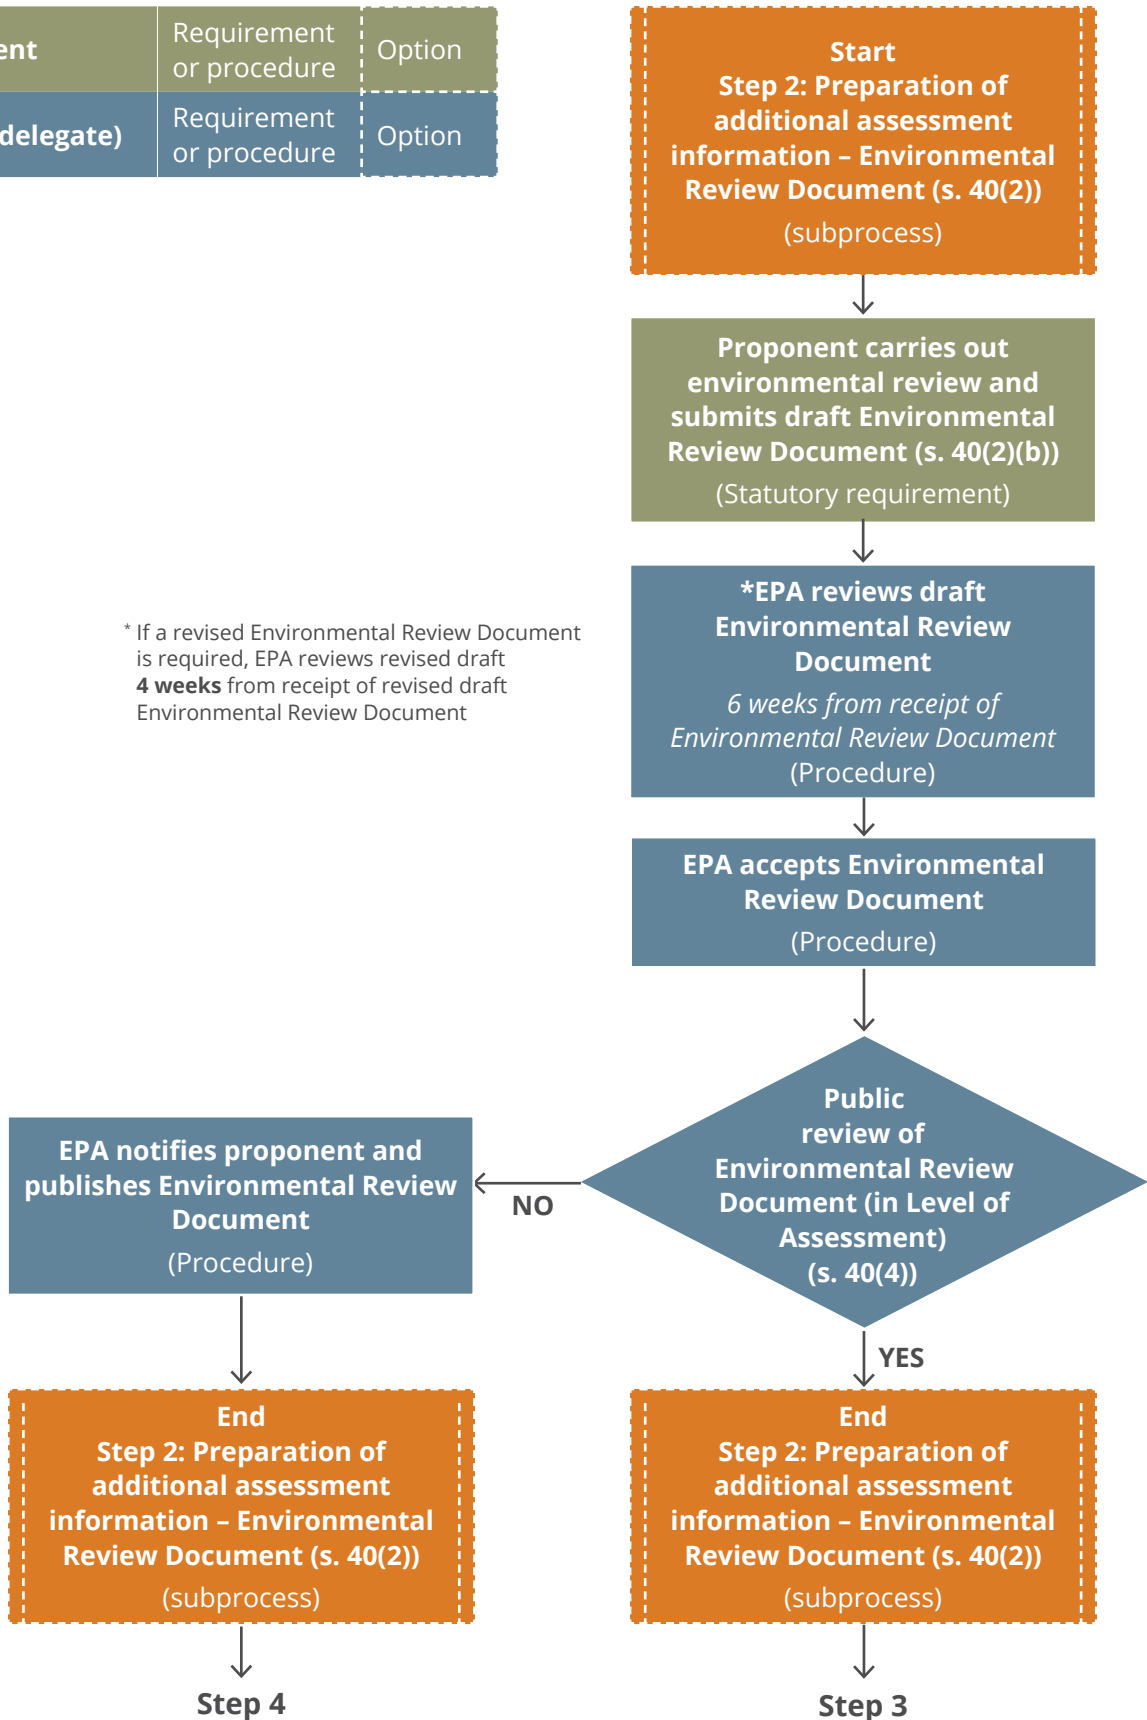 ent
Requirement
or procedure
Option
delegate)
Requirement
or procedure
Option
Start
Step 2: Preparation of
additional assessment
information – Environmental
Review Document (s. 40(2))
(subprocess)
Proponent carries out
environmental review and
submits draft Environmental
Review Document (s. 40(2)(b))
(Statutory requirement)
* If a revised Environmental Review Document
is required, EPA reviews revised draft
4 weeks from receipt of revised draft
Environmental Review Document
*EPA reviews draft
Environmental Review
Document
6 weeks from receipt of
Environmental Review Document
(Procedure)
EPA accepts Environmental
Review Document
(Procedure)
Public
review of
Environmental Review
Document (in Level of
Assessment)
(s. 40(4))
NO
EPA notifies proponent and
publishes Environmental Review
Document
(Procedure)
YES
End
Step 2: Preparation of
additional assessment
information – Environmental
Review Document (s. 40(2))
(subprocess)
Step 4
End
Step 2: Preparation of
additional assessment
information – Environmental
Review Document (s. 40(2))
(subprocess)
Step 3